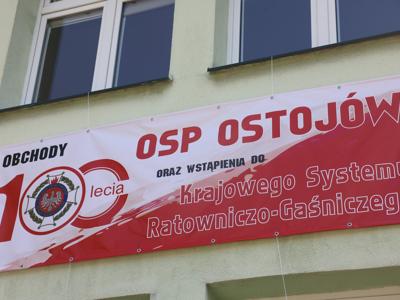 OBCHODY
100 lecia
OSP OSTOJÓW
ORAZ WSTĄPIENIA DO
Krajowego Systemu
Ratowniczo-Gaśniczeg